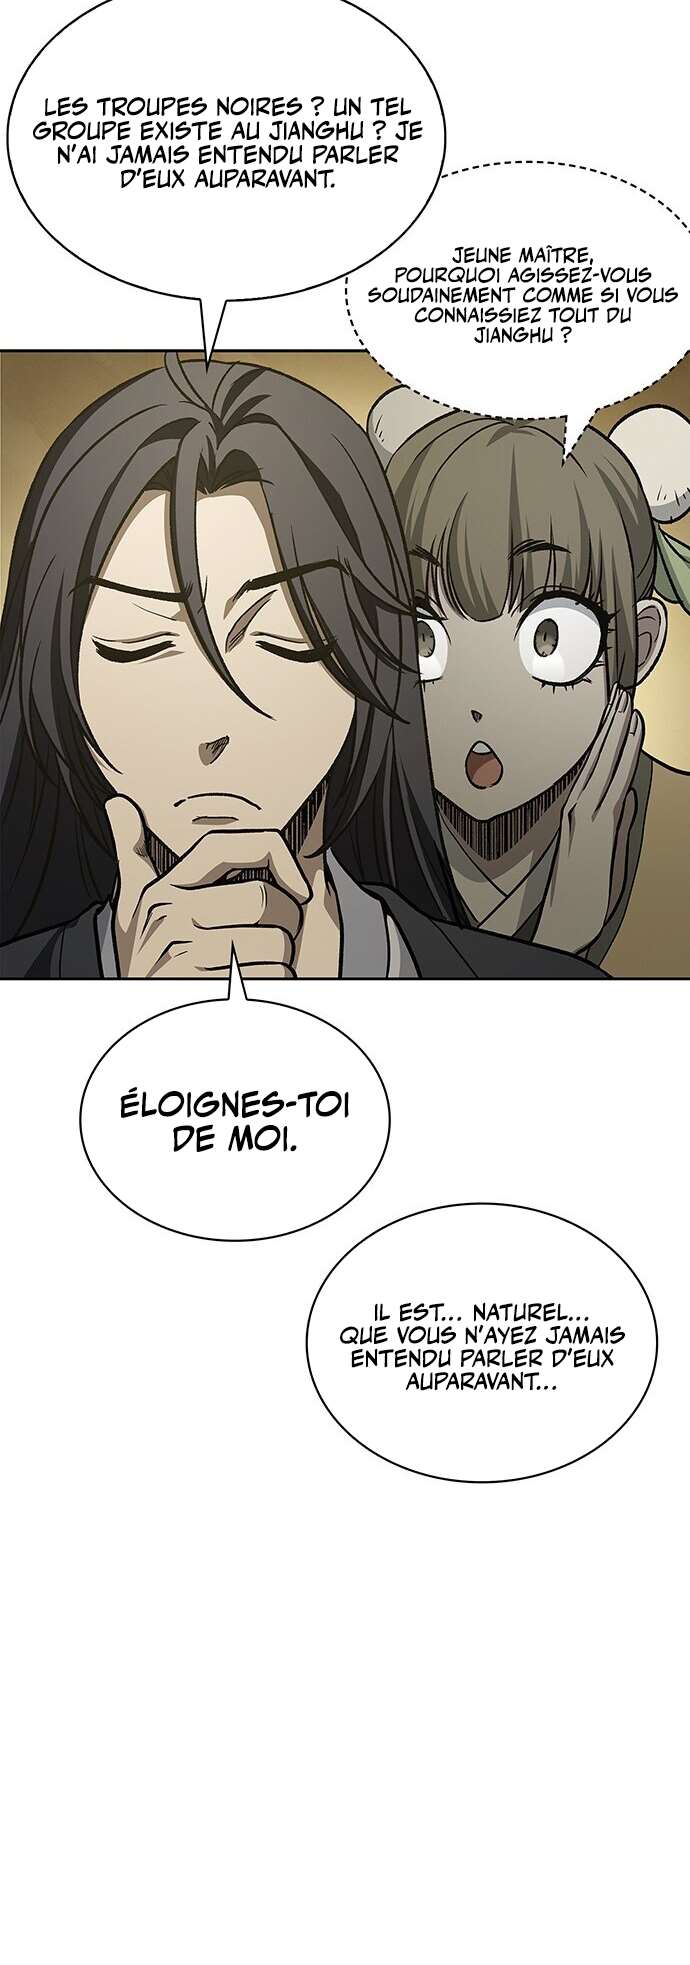 LES TROUPES NOIRES ? UN TEL
GROUPE EXISTE AU JIANGHU ? JE
N'AI JAMAIS ENTENDU PARLER
D'EUX AUPARAVANT.
JEUNE MAÎTRE,
POURQUOI AGISSEZ-VOUS
SOUDAINEMENT COMME SI VOUS
CONNAISSIEZ TOUT DU
JIANGHU ?
ÉLOIGNES-TOI
DE MOI.
IL EST... NATUREL...
QUE VOUS N'AYEZ JAMAIS
ENTENDU PARLER D'EUX
AUPARAVANT...